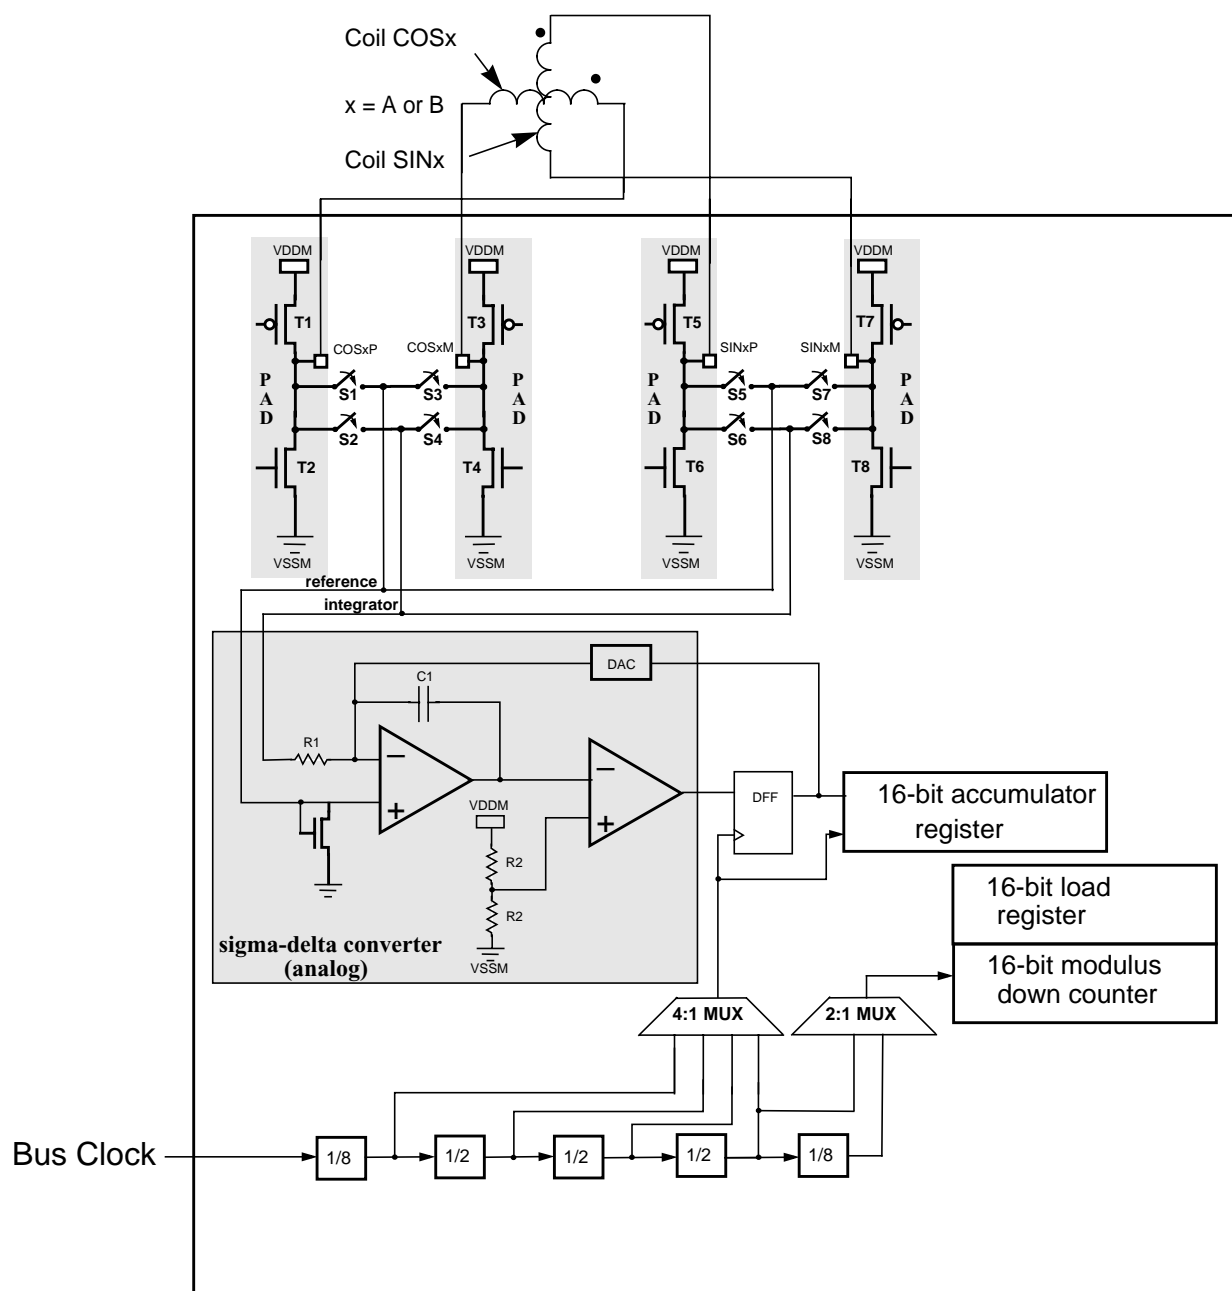 Coil COSx
x = A or B
Coil SINx
VDDM
VDDM
VDDM
VDDM
T1
T3
T5
T7
COSxP
COSxM
SINxP
SINxM
PAD
PAD
PAD
PAD
S1
S3
S5
S7
S2
S4
S6
S8
T2
T4
T6
T8
VSSM
VSSM
VSSM
VSSM
reference
integrator
DAC
C1
R1
−
+
−
+
VDDM
R2
R2
VSSM
DFF
16-bit accumulator
register
16-bit load
register
16-bit modulus
down counter
sigma-delta converter
(analog)
4:1 MUX
2:1 MUX
Bus Clock
1/8
1/2
1/2
1/2
1/8